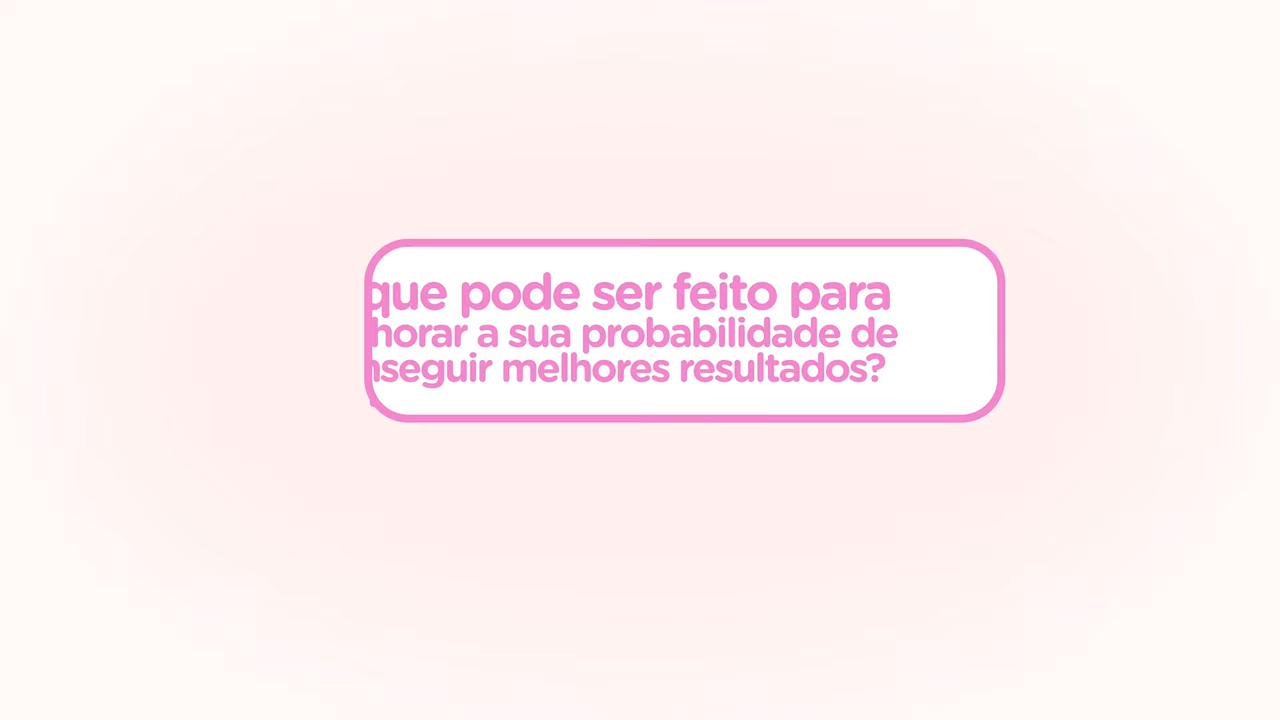 que pode ser feito para
horar a sua probabilidade de
nseguir melhores resultados?